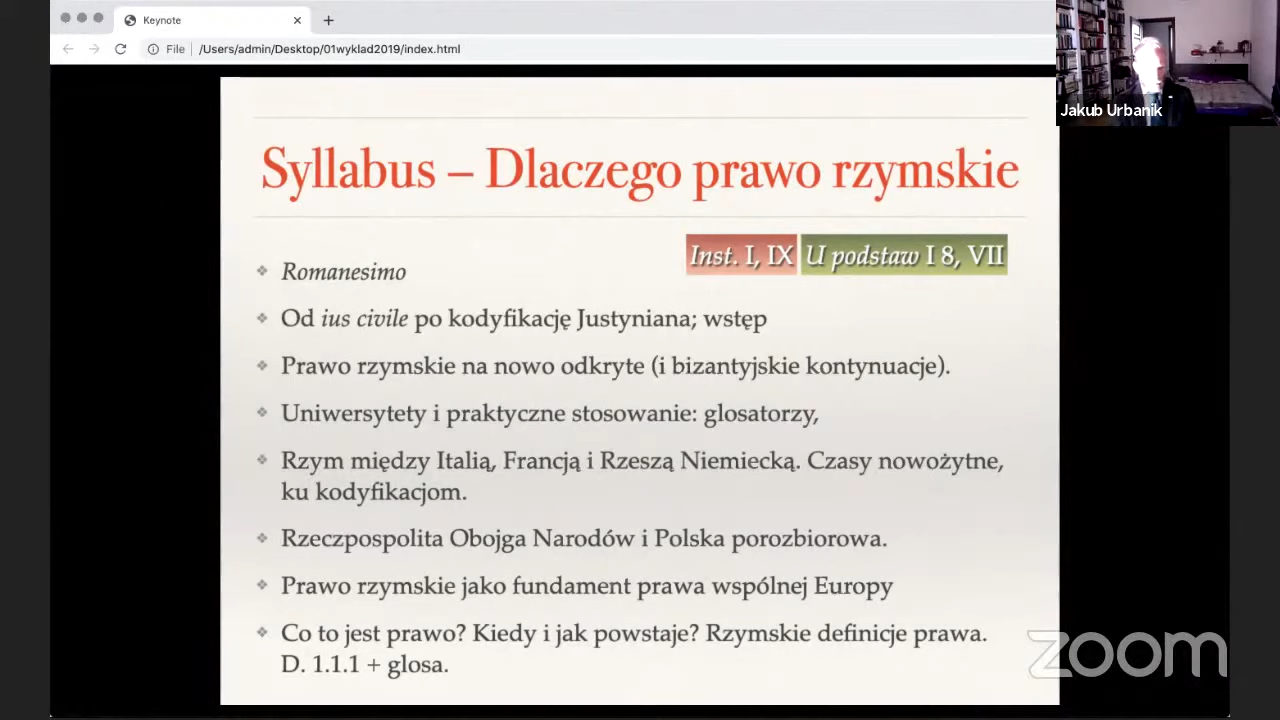 Keynote
File
/Users/admin/Desktop/01wyklad2019/index.html
Jakub Urbanik
Syllabus – Dlaczego prawo rzymskie
Inst. I, IX U podstaw I 8, VII
Romanesimo
Od ius civile po kodyfikację Justyniana; wstęp
Prawo rzymskie na nowo odkryte (i bizantyjskie kontynuacje).
Uniwersytety i praktyczne stosowanie: glosatorzy,
Rzym między Italią, Francją i Rzeszą Niemiecką. Czasy nowożytne,
ku kodyfikacjom.
Rzeczpospolita Obojga Narodów i Polska porozbiorowa.
Prawo rzymskie jako fundament prawa wspólnej Europy
Co to jest prawo? Kiedy i jak powstaje? Rzymskie definicje prawa.
D. 1.1.1 + glosa.
zoom